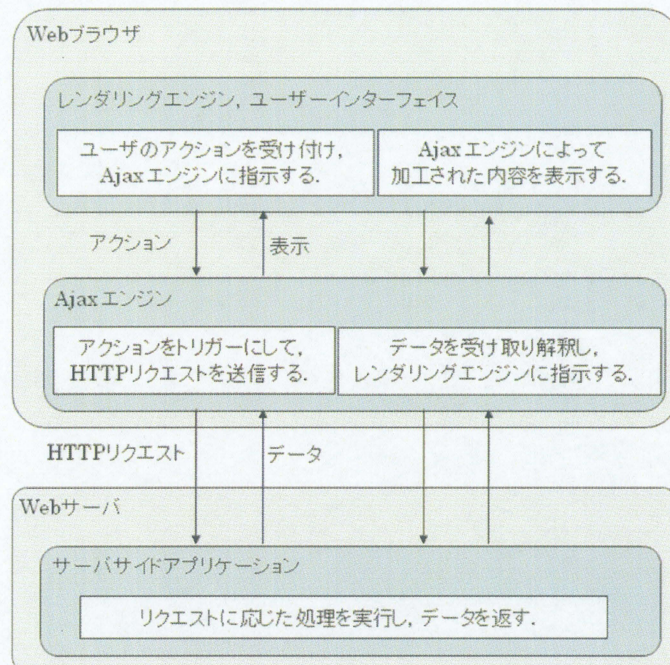 Webブラウザ
レンダリングエンジン, ユーザーインターフェイス
ユーザのアクションを受け付け,
Ajaxエンジンに指示する.
Ajaxエンジンによって
加工された内容を表示する.
アクション
表示
Ajaxエンジン
アクションをトリガーにして,
HTTPリクエストを送信する.
データを受け取り解釈し,
レンダリングエンジンに指示する.
HTTPリクエスト
データ
Webサーバ
サーバサイドアプリケーション
リクエストに応じた処理を実行し, データを返す.